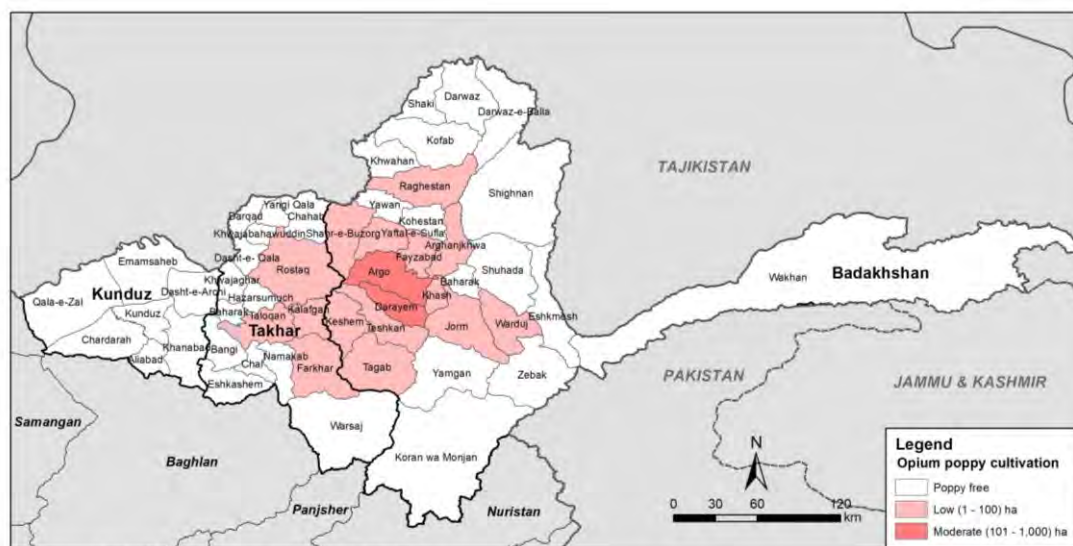 Darwaz
Shaki
Darwaz-e-Balla
Kofab
Khwahan
TAJIKISTAN
Raghestan
Shighnan
Yawan
Yarigi Qala
Darqad
Chahab
Kohestan
Khwajabahawuddin
Shahr-e-Buzorg
Yaftal-e-Sufla
Arghanjkhwa
Dasht-e- Qala
Fayzabad
Emamsaheb
Rostaq
Argo
Shuhada
Khwajaghar
Baharak
Wakhan
Badakhshan
Qala-e-Zal
Kunduz
Dasht-e-Archi
Hazarsumuch
Khash
Darayem
Kunduz
Baharak
Taloqan
Kalafgan
Keshem
Warduj
Eshkmesh
Takhar
Teshkan
Jorm
Chardarah
Khanabad
Bangi
Namakab
Aliabad
Chal
Farkhar
Tagab
Yamgan
Zebak
PAKISTAN
JAMMU & KASHMIR
Eshkashem
Samangan
Warsaj
Baghlan
Koran wa Monjan
Panjsher
Nuristan
N
0 30 60 120
km
Legend
Opium poppy cultivation
Poppy free
Low (1 - 100) ha
Moderate (101 - 1,000) ha